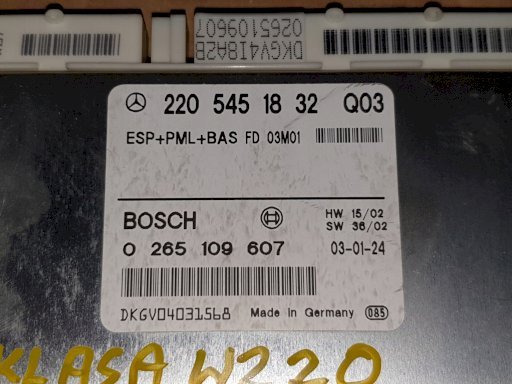 DKGV4I8A2B
0265109607
220 545 18 32 Q03
ESP+PML+BAS FD 03M01
BOSCH
HW 15/02
SW 36/02
0 265 109 607 03-01-24
DKGV04031568 Made in Germany 085
KLASA W220